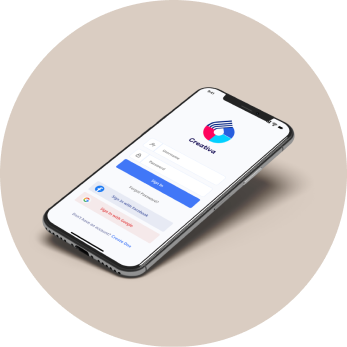 Creativa
Username
Password
Sign In
Forgot Password?
Sign in with Facebook
Sign in with Google
Don't have an account? Create One